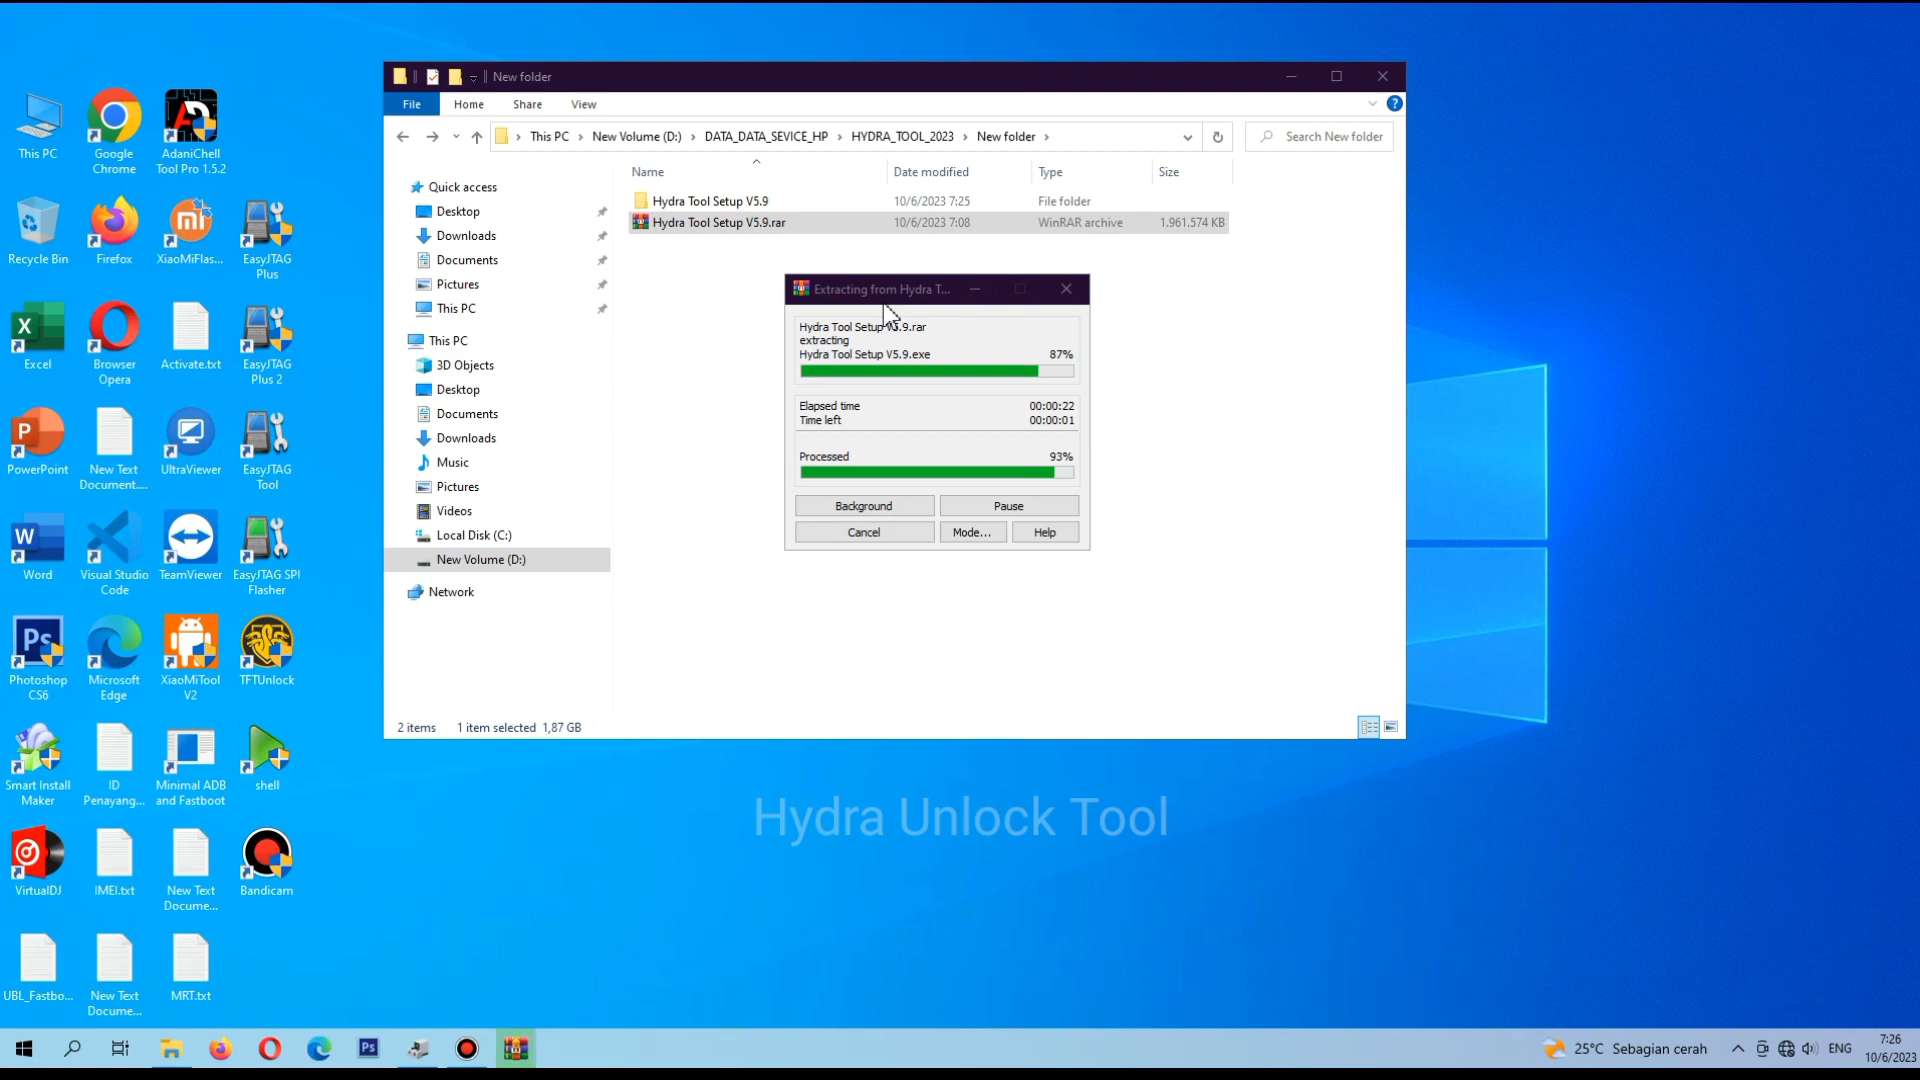 New folder
File
Home
Share
View
This PC
New Volume (D:)
DATA_DATA_SEVICE_HP
HYDRA_TOOL_2023
New folder
Search New folder
Name
Date modified
Type
Size
Hydra Tool Setup V5.9
10/6/2023 7:25
File folder
Hydra Tool Setup V5.9.rar
10/6/2023 7:08
WinRAR archive
1.961.574 KB
Quick access
Desktop
Downloads
Documents
Pictures
This PC
This PC
3D Objects
Desktop
Documents
Downloads
Music
Pictures
Videos
Local Disk (C:)
New Volume (D:)
Network
2 items
1 item selected 1,87 GB
Extracting from Hydra T...
Hydra Tool Setup V5.9.rar
extracting
Hydra Tool Setup V5.9.exe
87%
Elapsed time
00:00:22
Time left
00:00:01
Processed
93%
Background
Pause
Cancel
Mode...
Help
This PC
Google
Chrome
AdaniChell
Tool Pro 1.5.2
Recycle Bin
Firefox
XiaoMiFlas...
EasyJTAG
Plus
Excel
Browser
Opera
Activate.txt
EasyJTAG
Plus 2
PowerPoint
New Text
Document....
UltraViewer
EasyJTAG
Tool
Word
Visual Studio
Code
TeamViewer
EasyJTAG SPI
Flasher
Ps
Photoshop
CS6
Microsoft
Edge
XiaoMiTool
V2
TFTUnlock
Smart Install
Maker
ID
Penayang...
Minimal ADB
and Fastboot
shell
VirtualDJ
IMEI.txt
New Text
Docume...
Bandicam
UBL_Fastbo...
New Text
Docume...
MRT.txt
Hydra Unlock Tool
Ps
25°C Sebagian cerah
ENG
7:26
10/6/2023